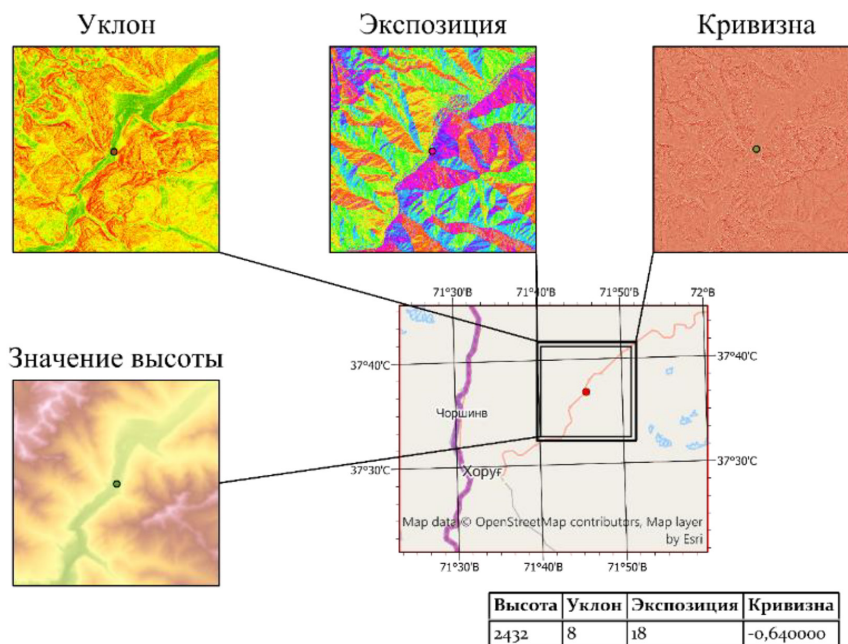 Уклон
Экспозиция
Кривизна
71°30'В
71°40'В
71°50'В
72°В
Значение высоты
37°40'С
37°40'С
Чоршинв
37°30'С
Хоруғ
37°30'С
Map data © OpenStreetMap contributors, Map layer
by Esri
71°30'В
71°40'В
71°50'В
Высота Уклон Экспозиция Кривизна
2432 8 18 -0,640000